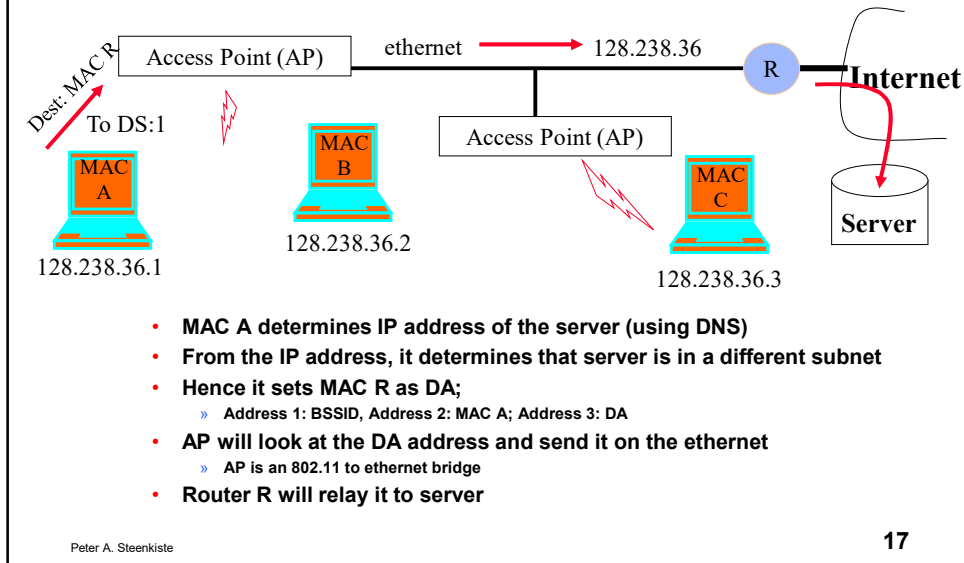 Access Point (AP)
ethernet
128.238.36
R
Internet
Dest: MAC R
To DS:1
MAC
A
128.238.36.1
MAC
B
128.238.36.2
Access Point (AP)
MAC
C
128.238.36.3
Server
• MAC A determines IP address of the server (using DNS)
• From the IP address, it determines that server is in a different subnet
• Hence it sets MAC R as DA;
» Address 1: BSSID, Address 2: MAC A; Address 3: DA
• AP will look at the DA address and send it on the ethernet
» AP is an 802.11 to ethernet bridge
• Router R will relay it to server
Peter A. Steenkiste
17